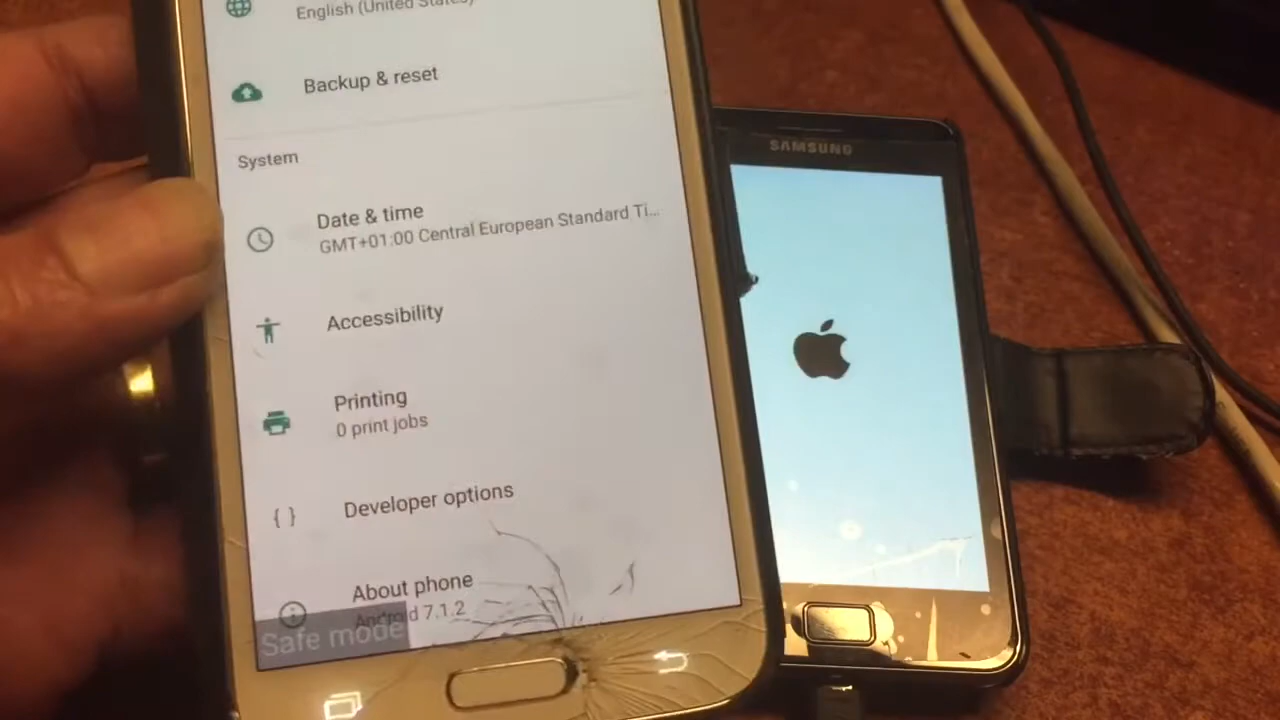 English (United States)
Backup & reset
System
Date & time
GMT+01:00 Central European Standard Ti...
Accessibility
Printing
0 print jobs
Developer options
About phone
Android 7.1.2
Safe mode
SAMSUNG